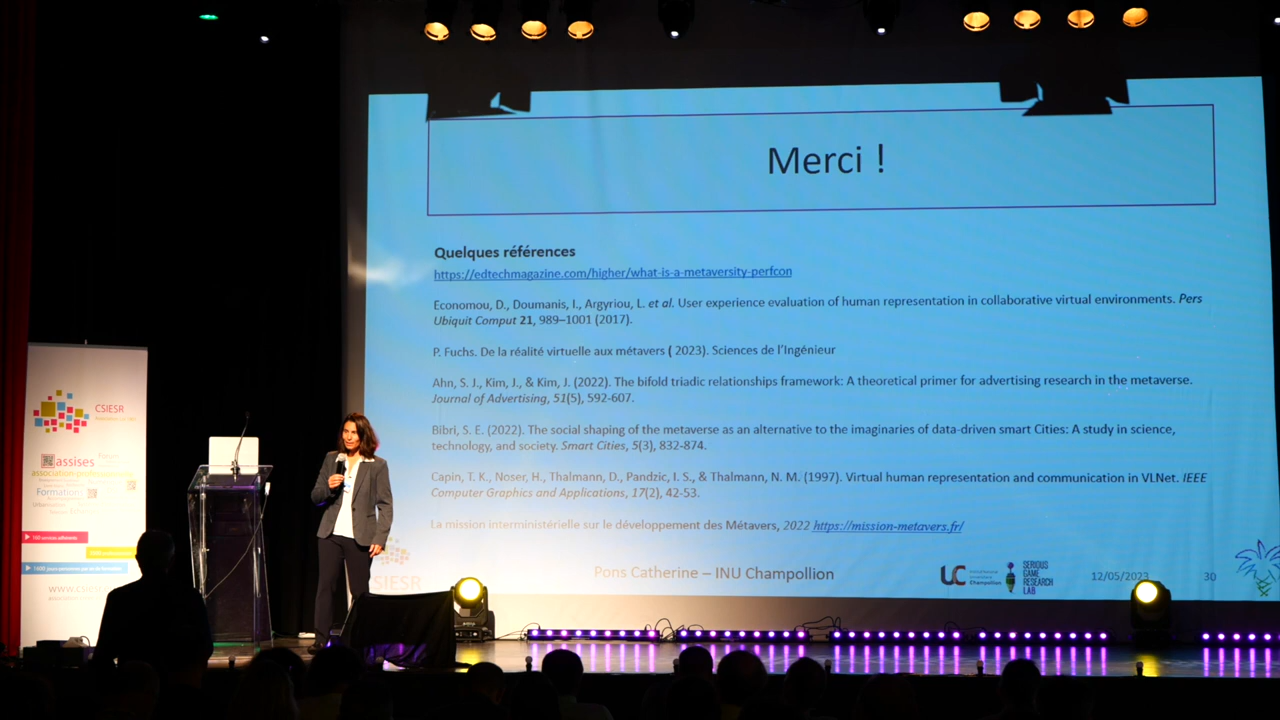 Merci !
Quelques références
https://edtechmagazine.com/higher/what-is-a-metaversity-perfcon
Economou, D., Doumanis, I., Argyriou, L. et al. User experience evaluation of human representation in collaborative virtual environments. Pers
Ubiquit Comput 21, 989–1001 (2017).
P. Fuchs. De la réalité virtuelle aux métavers ( 2023). Sciences de l'Ingénieur
Ahn, S. J., Kim, J., & Kim, J. (2022). The bifold triadic relationships framework: A theoretical primer for advertising research in the metaverse.
Journal of Advertising, 51(5), 592-607.
Bibri, S. E. (2022). The social shaping of the metaverse as an alternative to the imaginaries of data-driven smart Cities: A study in science,
technology, and society. Smart Cities, 5(3), 832-874.
Capin, T. K., Noser, H., Thalmann, D., Pandzic, I. S., & Thalmann, N. M. (1997). Virtual human representation and communication in VLNet. IEEE
Computer Graphics and Applications, 17(2), 42-53.
La mission interministérielle sur le développement des Métavers, 2022 https://mission-metavers.fr/
CSIESR
Pons Catherine – INU Champollion
UC
Champollion
SERIOUS
GAME
RESEARCH
LAB
12/05/2023
30
CSIESR
assises
Formations